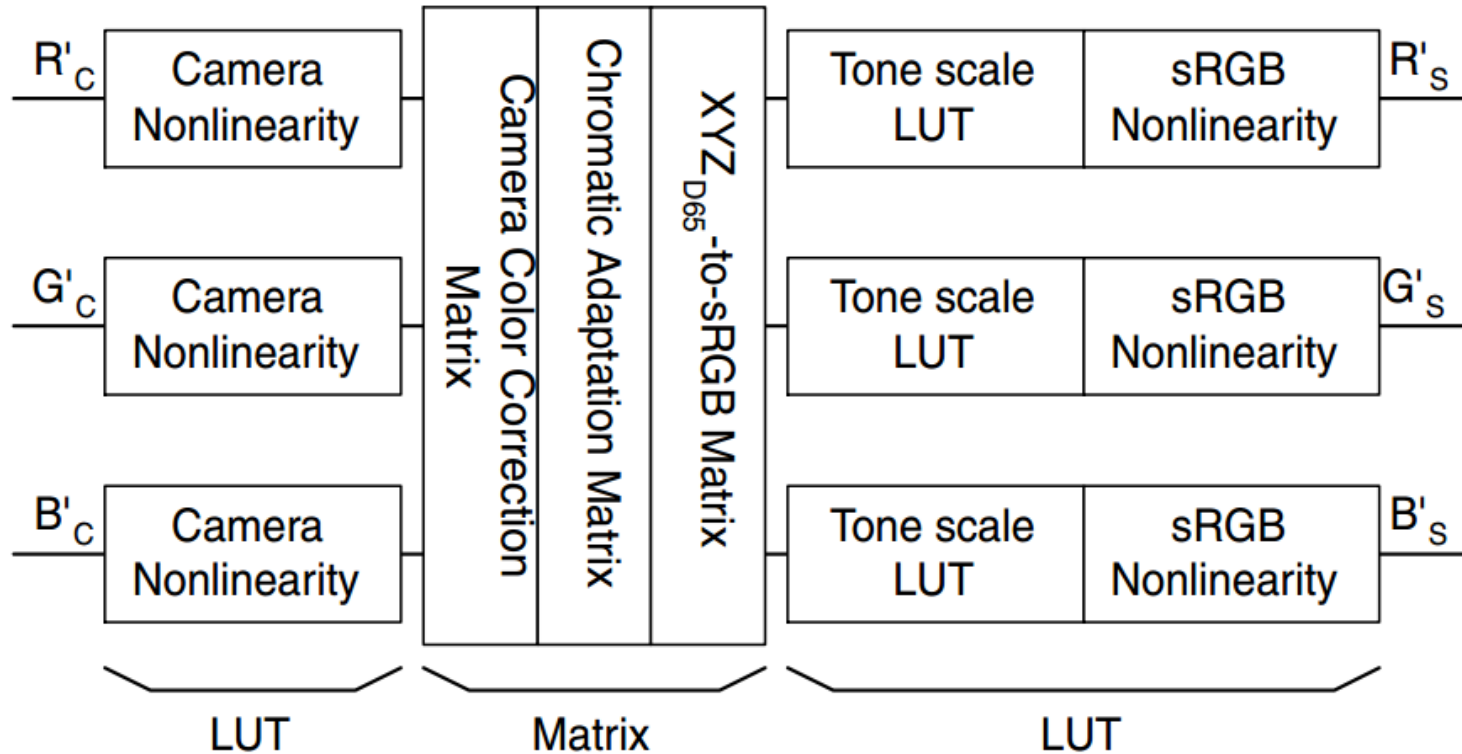 R'C
Camera
Nonlinearity
Camera Color Correction
Matrix
Chromatic Adaptation Matrix
XYZD65-to-sRGB Matrix
Tone scale
LUT
sRGB
Nonlinearity
R'S
G'C
Camera
Nonlinearity
Tone scale
LUT
sRGB
Nonlinearity
G'S
B'C
Camera
Nonlinearity
Tone scale
LUT
sRGB
Nonlinearity
B'S
LUT
Matrix
LUT